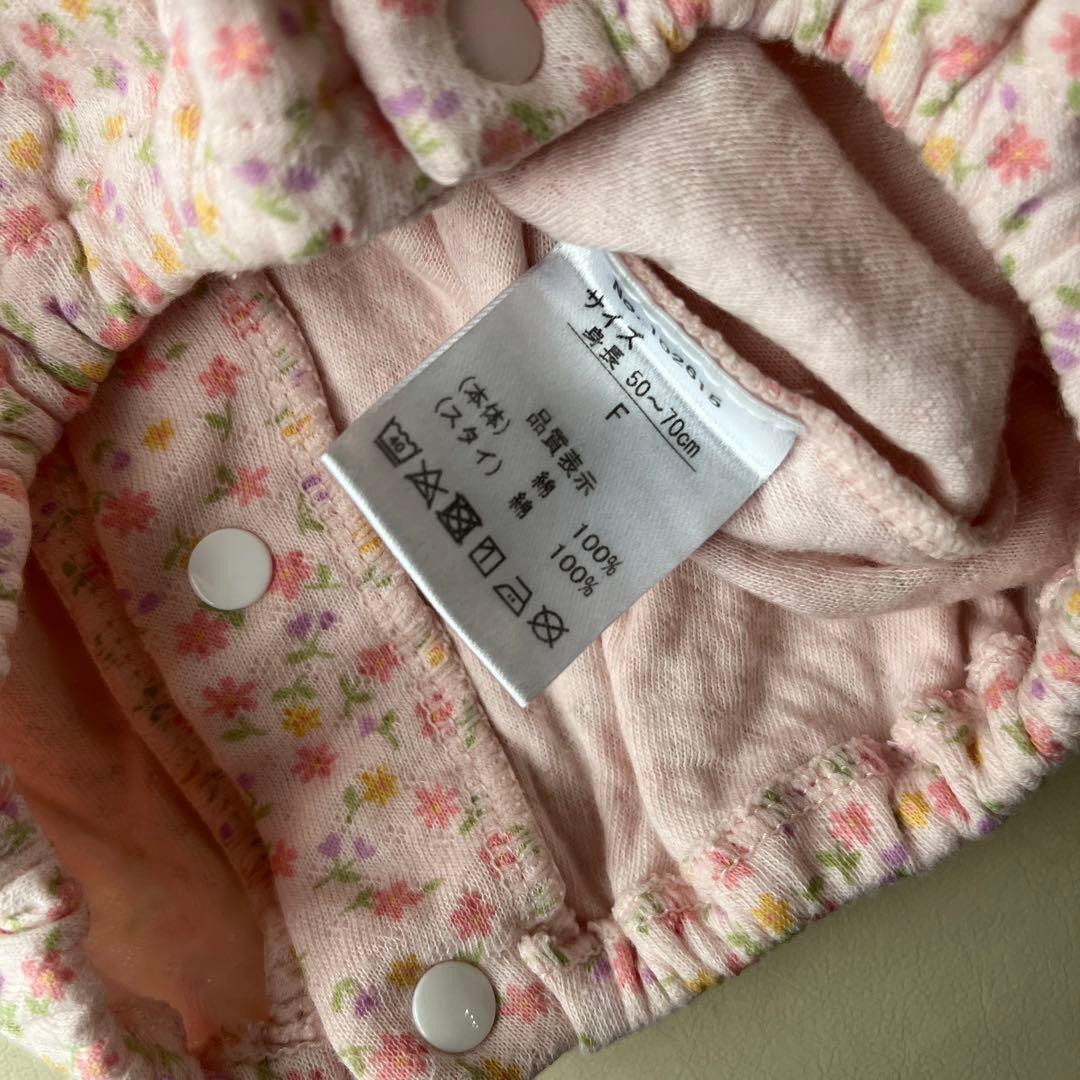 サイズ
身長 50～70cm
F
品質表示
(本体) 綿 100%
(スタイ) 綿 100%
40